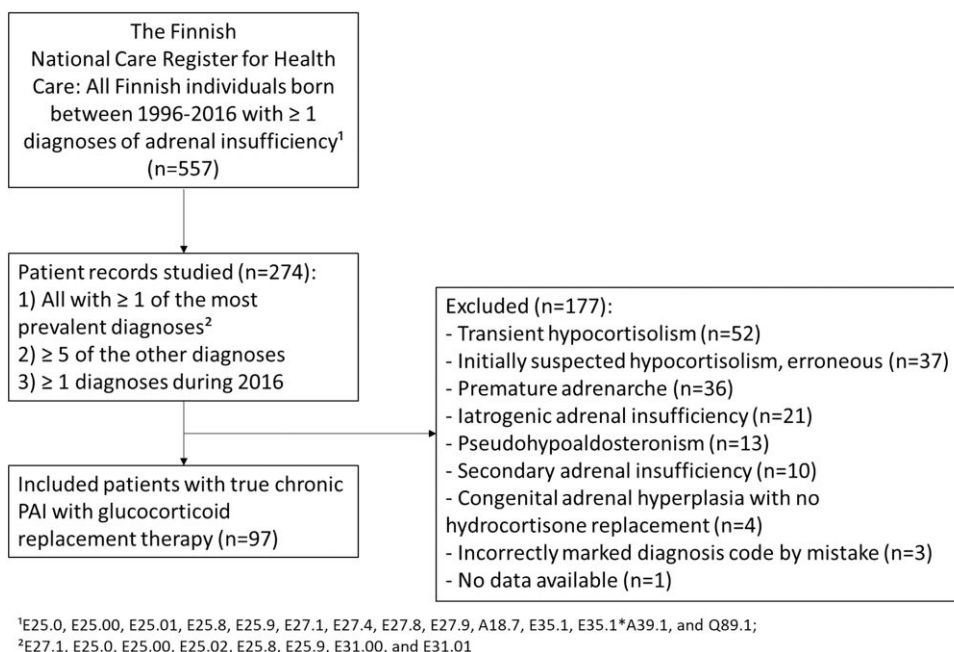 The Finnish
National Care Register for Health
Care: All Finnish individuals born
between 1996-2016 with ≥ 1
diagnoses of adrenal insufficiency¹
(n=557)
Patient records studied (n=274):
1) All with ≥ 1 of the most
prevalent diagnoses²
2) ≥ 5 of the other diagnoses
3) ≥ 1 diagnoses during 2016
Excluded (n=177):
- Transient hypocortisolism (n=52)
- Initially suspected hypocortisolism, erroneous (n=37)
- Premature adrenarche (n=36)
- Iatrogenic adrenal insufficiency (n=21)
- Pseudohypoaldosteronism (n=13)
- Secondary adrenal insufficiency (n=10)
- Congenital adrenal hyperplasia with no
hydrocortisone replacement (n=4)
- Incorrectly marked diagnosis code by mistake (n=3)
- No data available (n=1)
Included patients with true chronic
PAI with glucocorticoid
replacement therapy (n=97)
¹E25.0, E25.00, E25.01, E25.8, E25.9, E27.1, E27.4, E27.8, E27.9, A18.7, E35.1, E35.1*A39.1, and Q89.1;
²E27.1, E25.0, E25.00, E25.02, E25.8, E25.9, E31.00, and E31.01